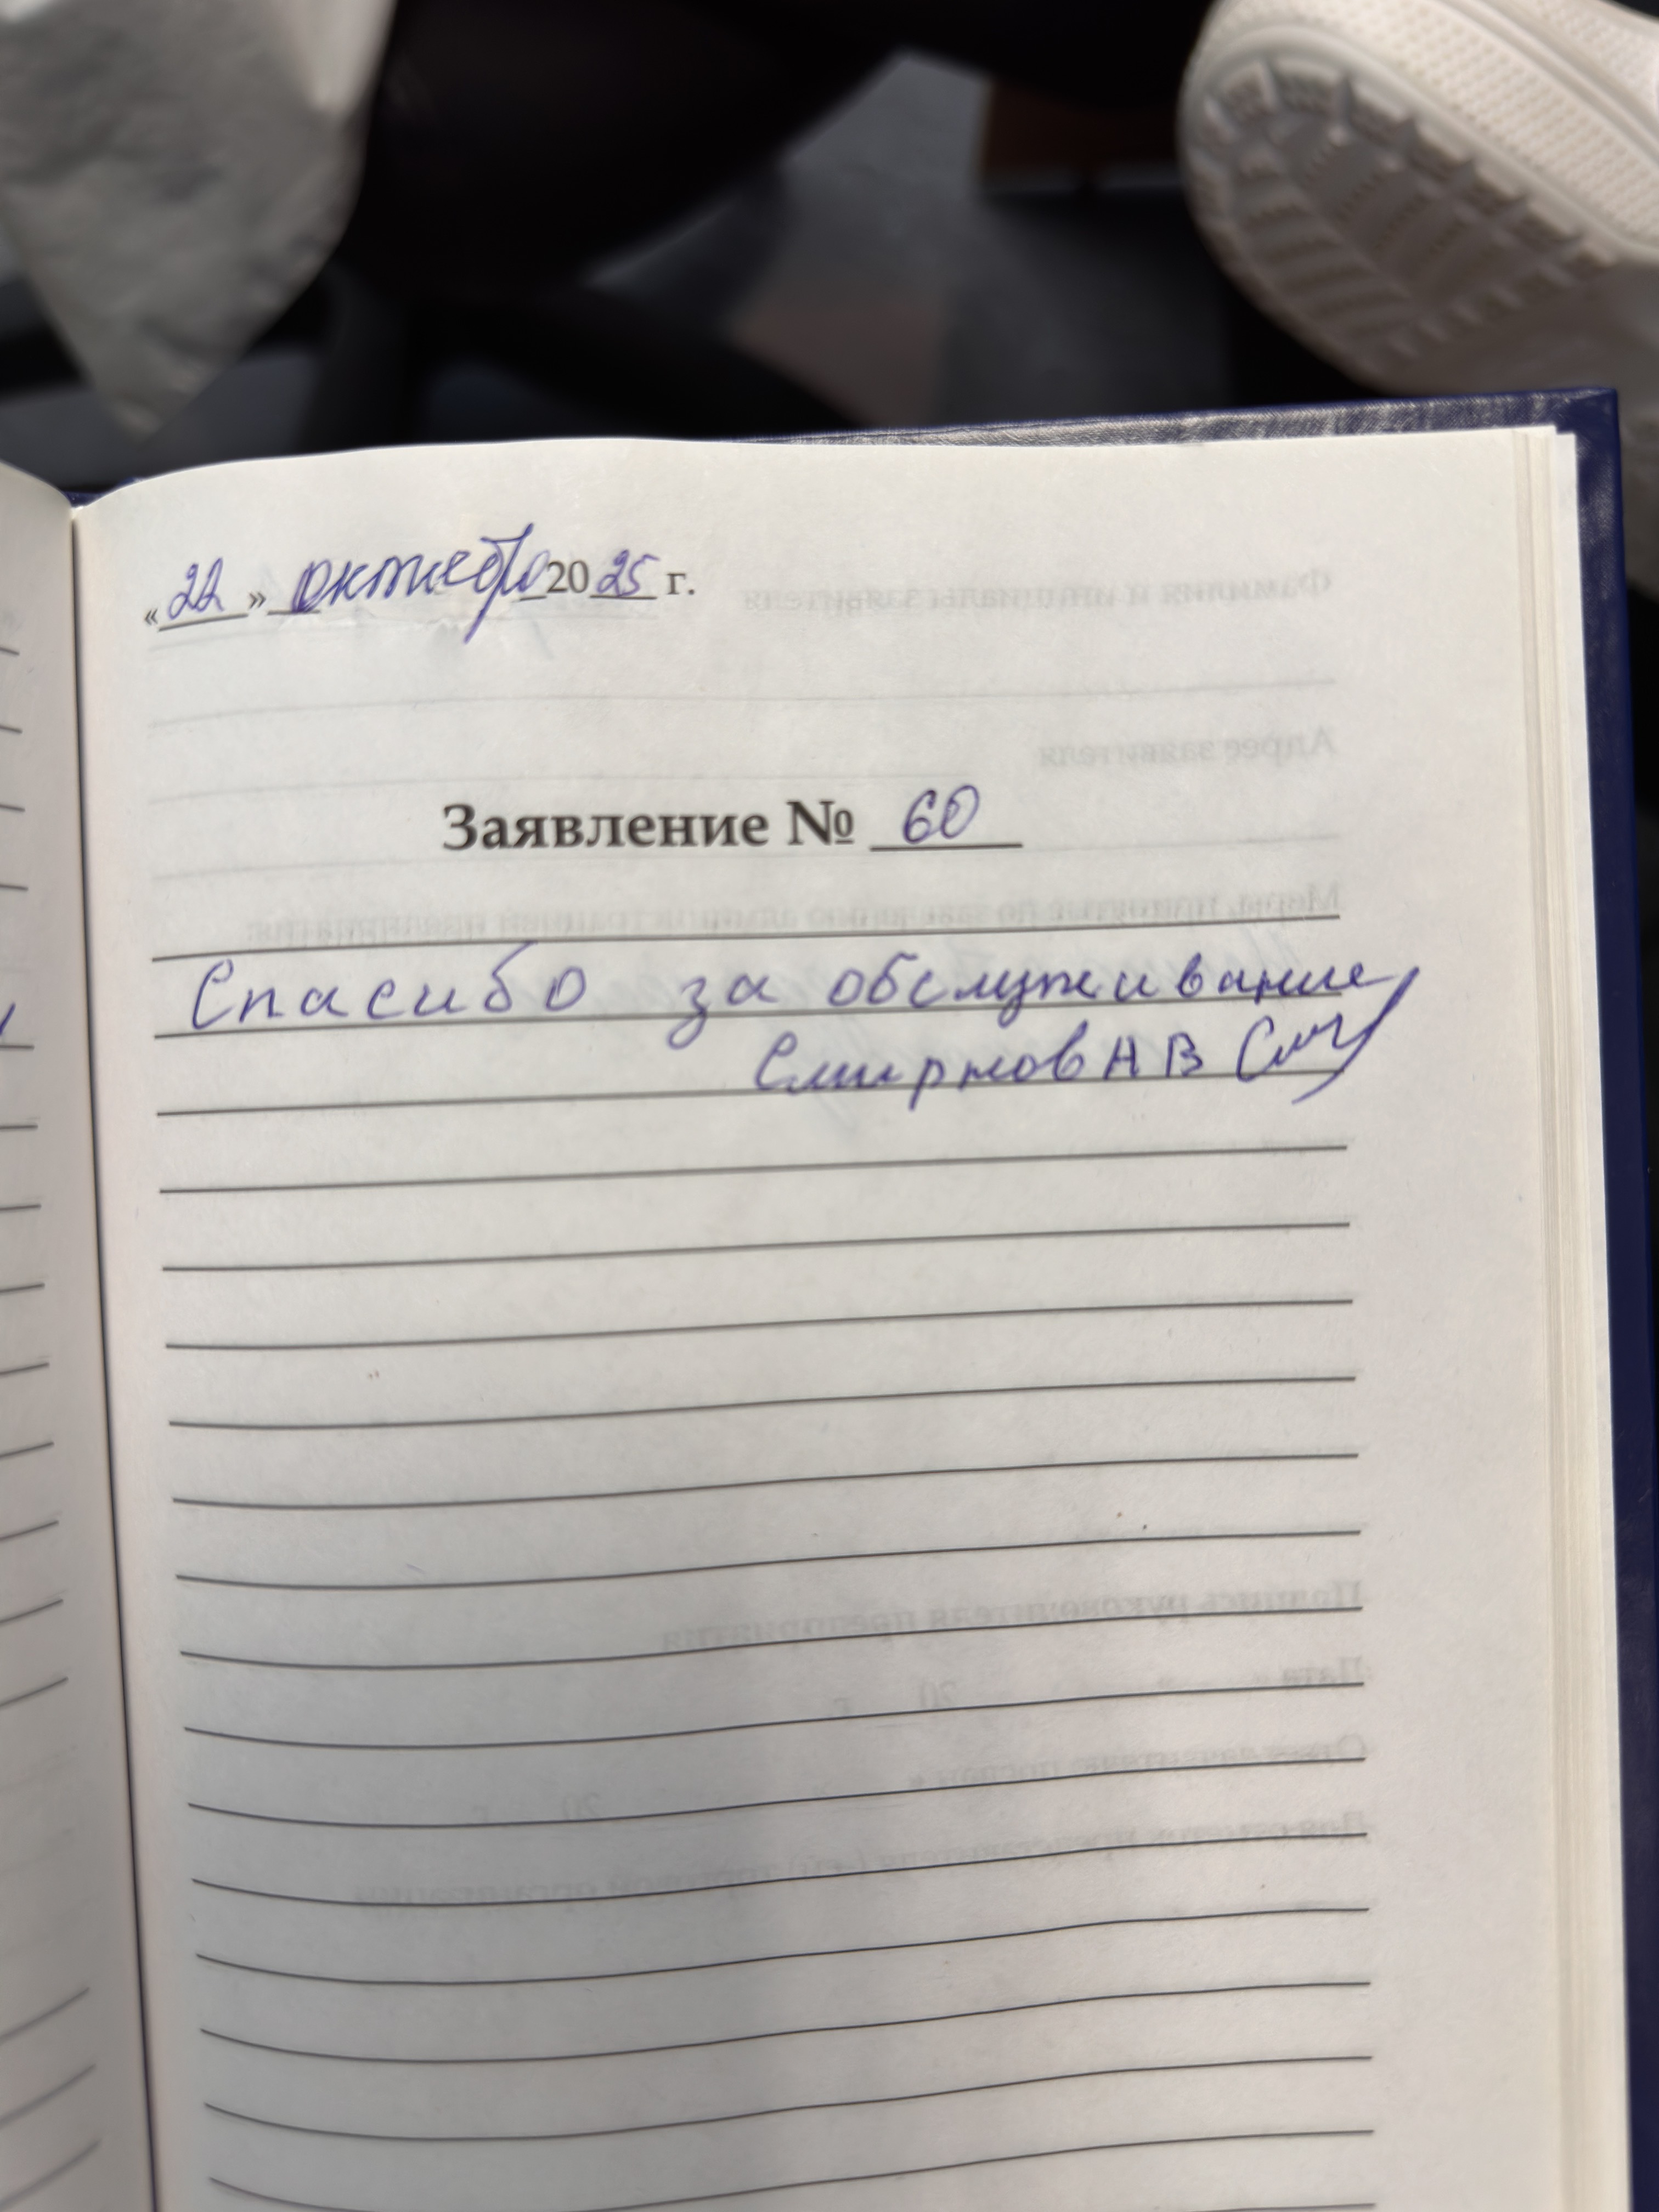 «22» октября 2025 г.
Заявление № 60
Спасибо за обслуживание
Смирнов А В